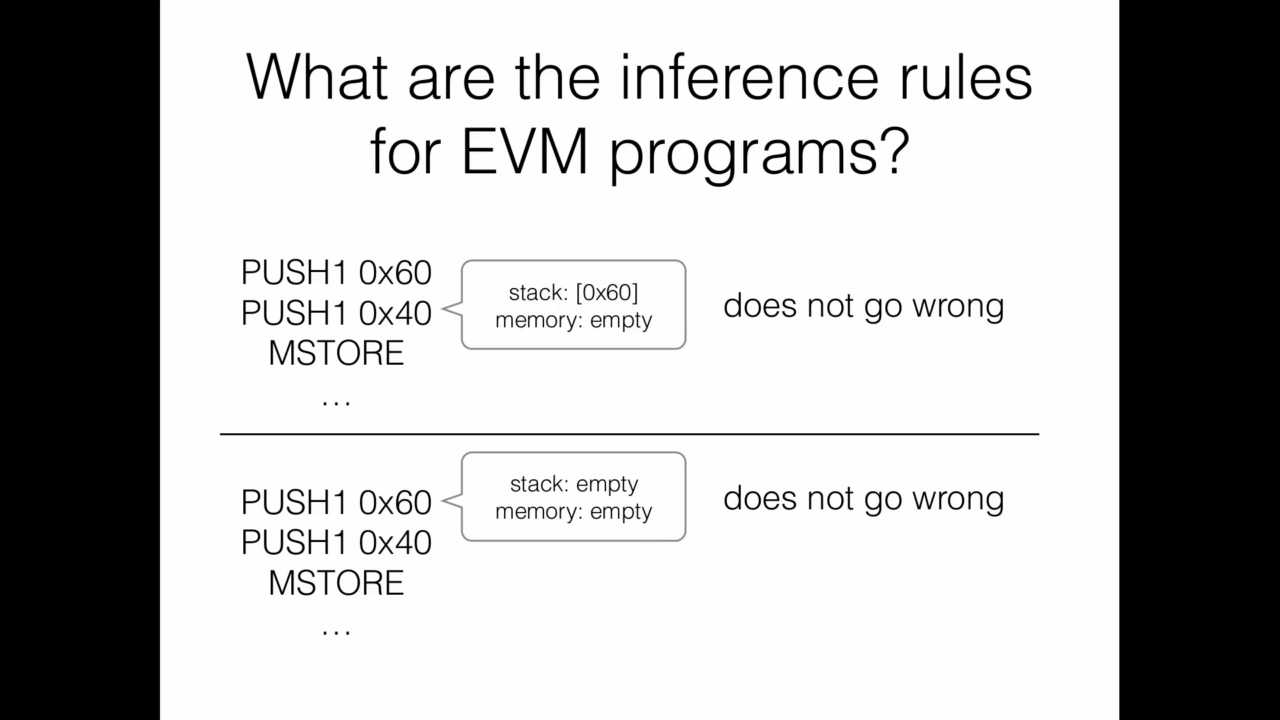 What are the inference rules
for EVM programs?
PUSH1 0x60
PUSH1 0x40
MSTORE
...
stack: [0x60]
memory: empty
does not go wrong
PUSH1 0x60
PUSH1 0x40
MSTORE
...
stack: empty
memory: empty
does not go wrong